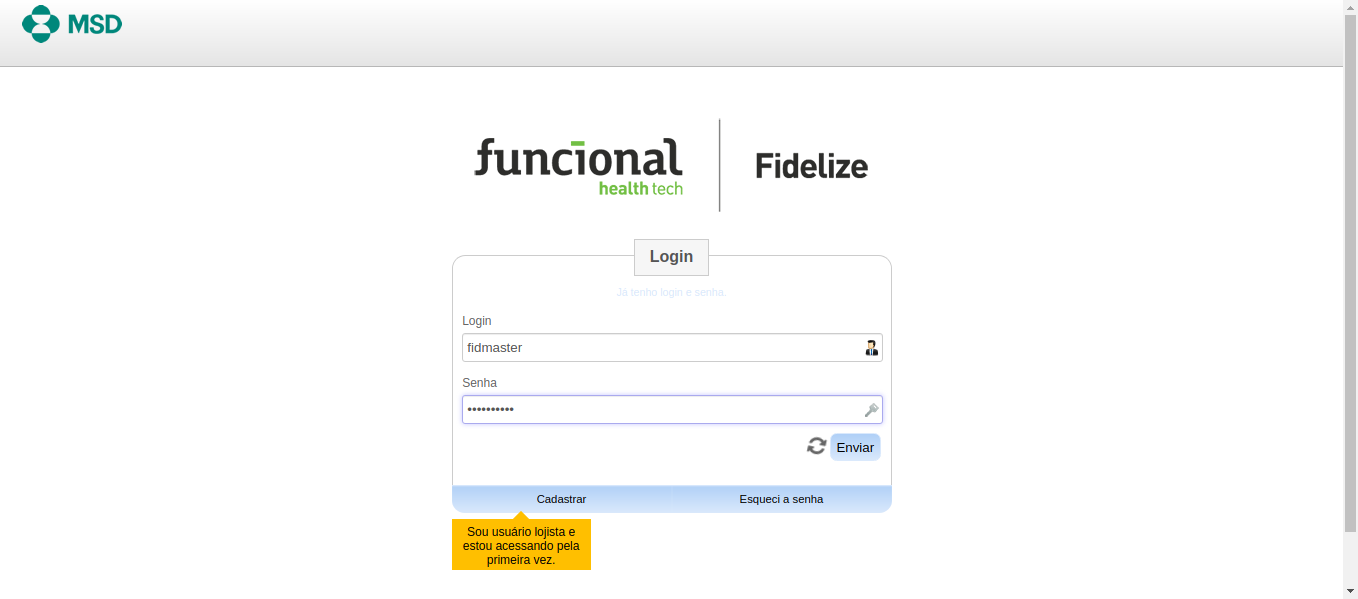 MSD
funcional
health tech
Fidelize
Login
Já tenho login e senha.
Login
fidmaster
Senha
••••••••••
Enviar
Cadastrar
Esqueci a senha
Sou usuário lojista e
estou acessando pela
primeira vez.